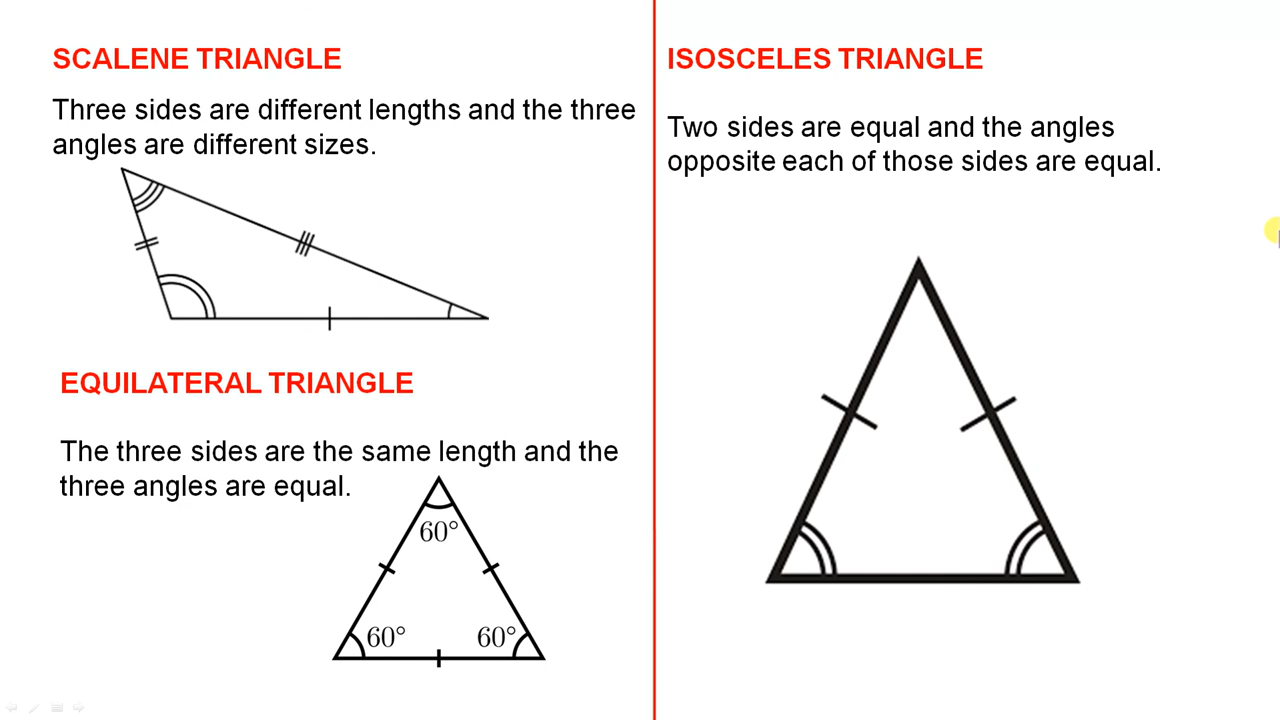 SCALENE TRIANGLE
Three sides are different lengths and the three
angles are different sizes.
EQUILATERAL TRIANGLE
The three sides are the same length and the
three angles are equal.
60°
60°
60°
ISOSCELES TRIANGLE
Two sides are equal and the angles
opposite each of those sides are equal.